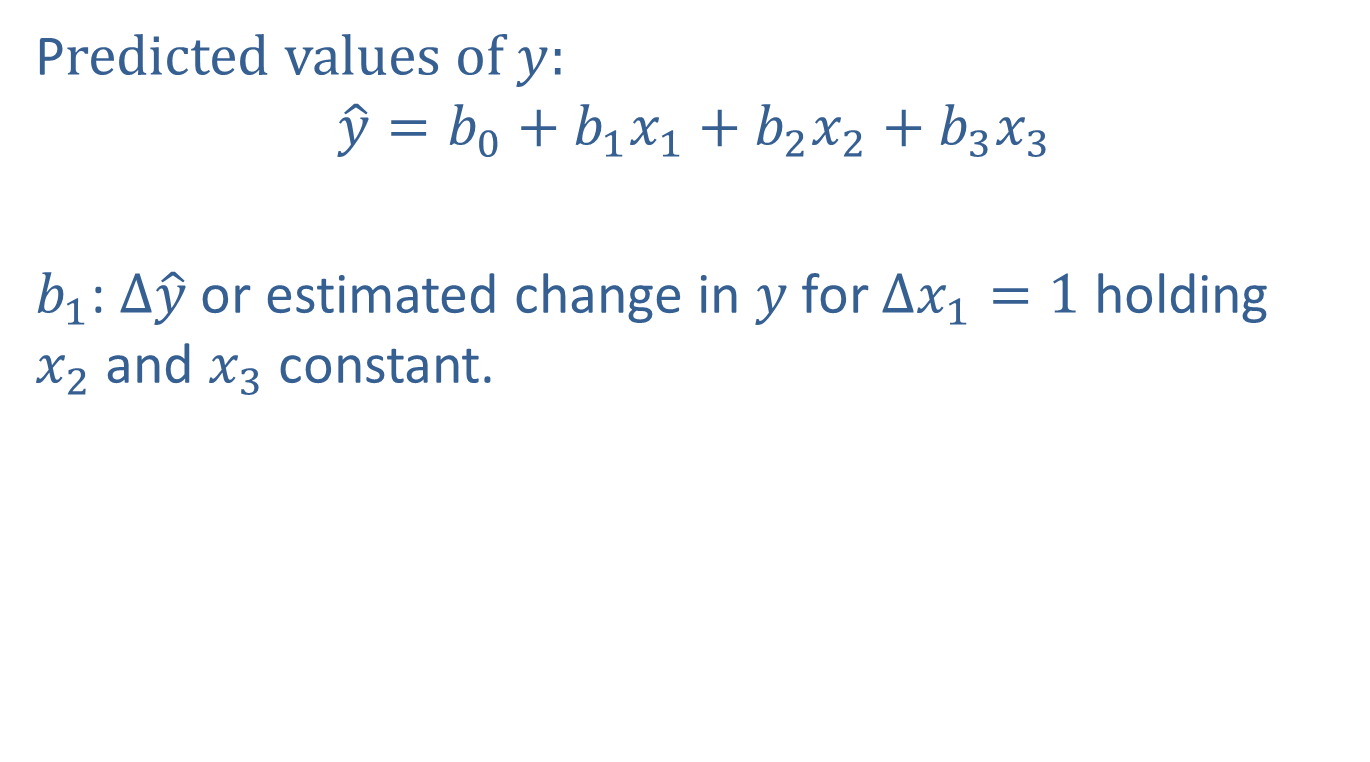 Predicted values of y:
ŷ = b₀ + b₁x₁ + b₂x₂ + b₃x₃
b₁: Δŷ or estimated change in y for Δx₁ = 1 holding
x₂ and x₃ constant.